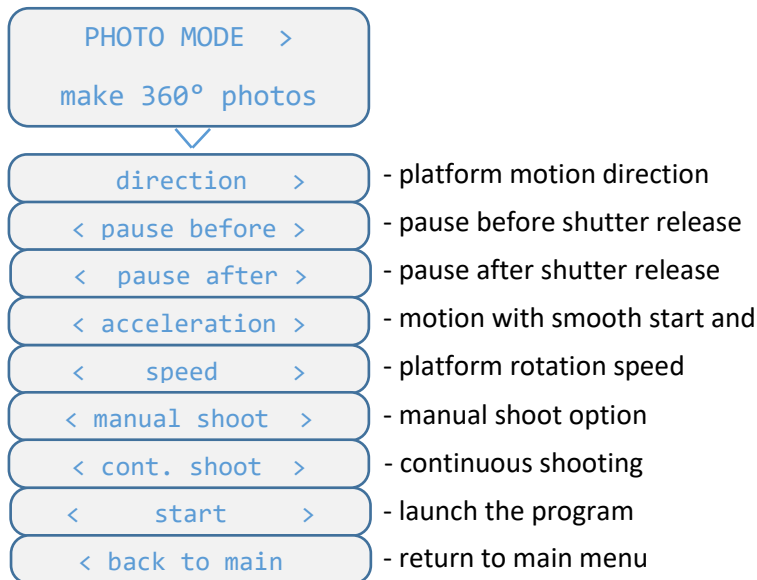 PHOTO MODE >
make 360° photos
direction > - platform motion direction
< pause before > - pause before shutter release
< pause after > - pause after shutter release
< acceleration > - motion with smooth start and
< speed > - platform rotation speed
< manual shoot > - manual shoot option
< cont. shoot > - continuous shooting
< start > - launch the program
< back to main - return to main menu